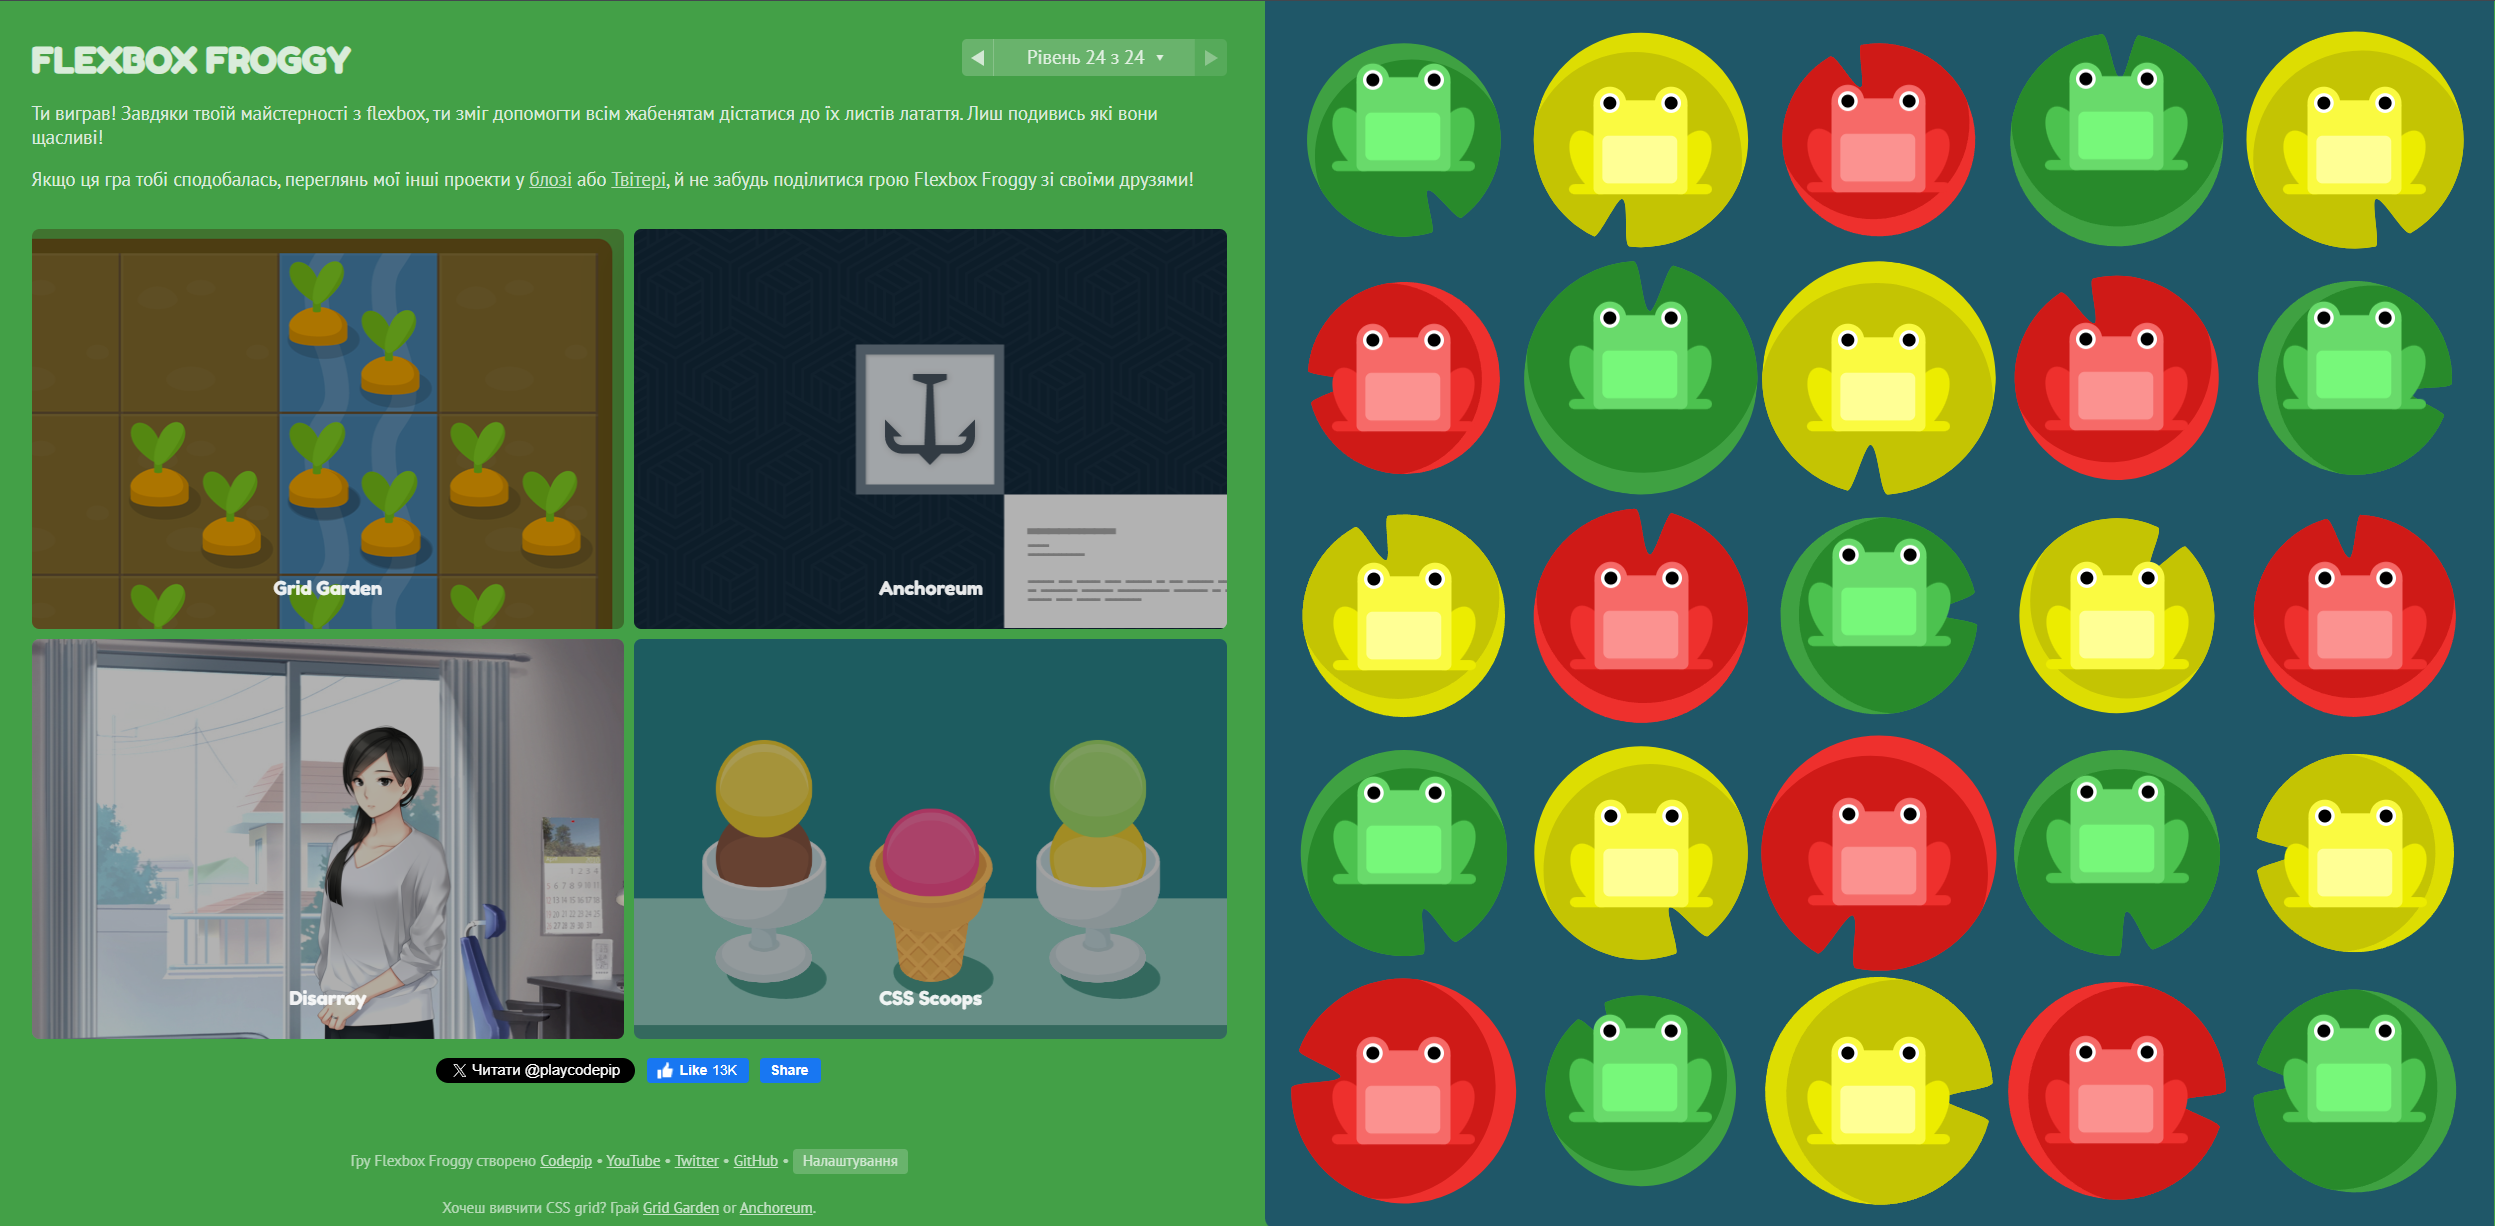 FLEXBOX FROGGY
Рівень 24 з 24
Ти виграв! Завдяки твоїй майстерності з flexbox, ти зміг допомогти всім жабенятам дістатися до їх листів латаття. Лиш подивись які вони
щасливі!
Якщо ця гра тобі сподобалась, переглянь мої інші проекти у блозі або Твітері, й не забудь поділитися грою Flexbox Froggy зі своїми друзями!
Grid Garden
Anchoreum
Disarray
CSS Scoops
Читати @playcodepip
Like 13K
Share
Гру Flexbox Froggy створено Codepip • YouTube • Twitter • GitHub • Налаштування
Хочеш вивчити CSS grid? Грай Grid Garden or Anchoreum.